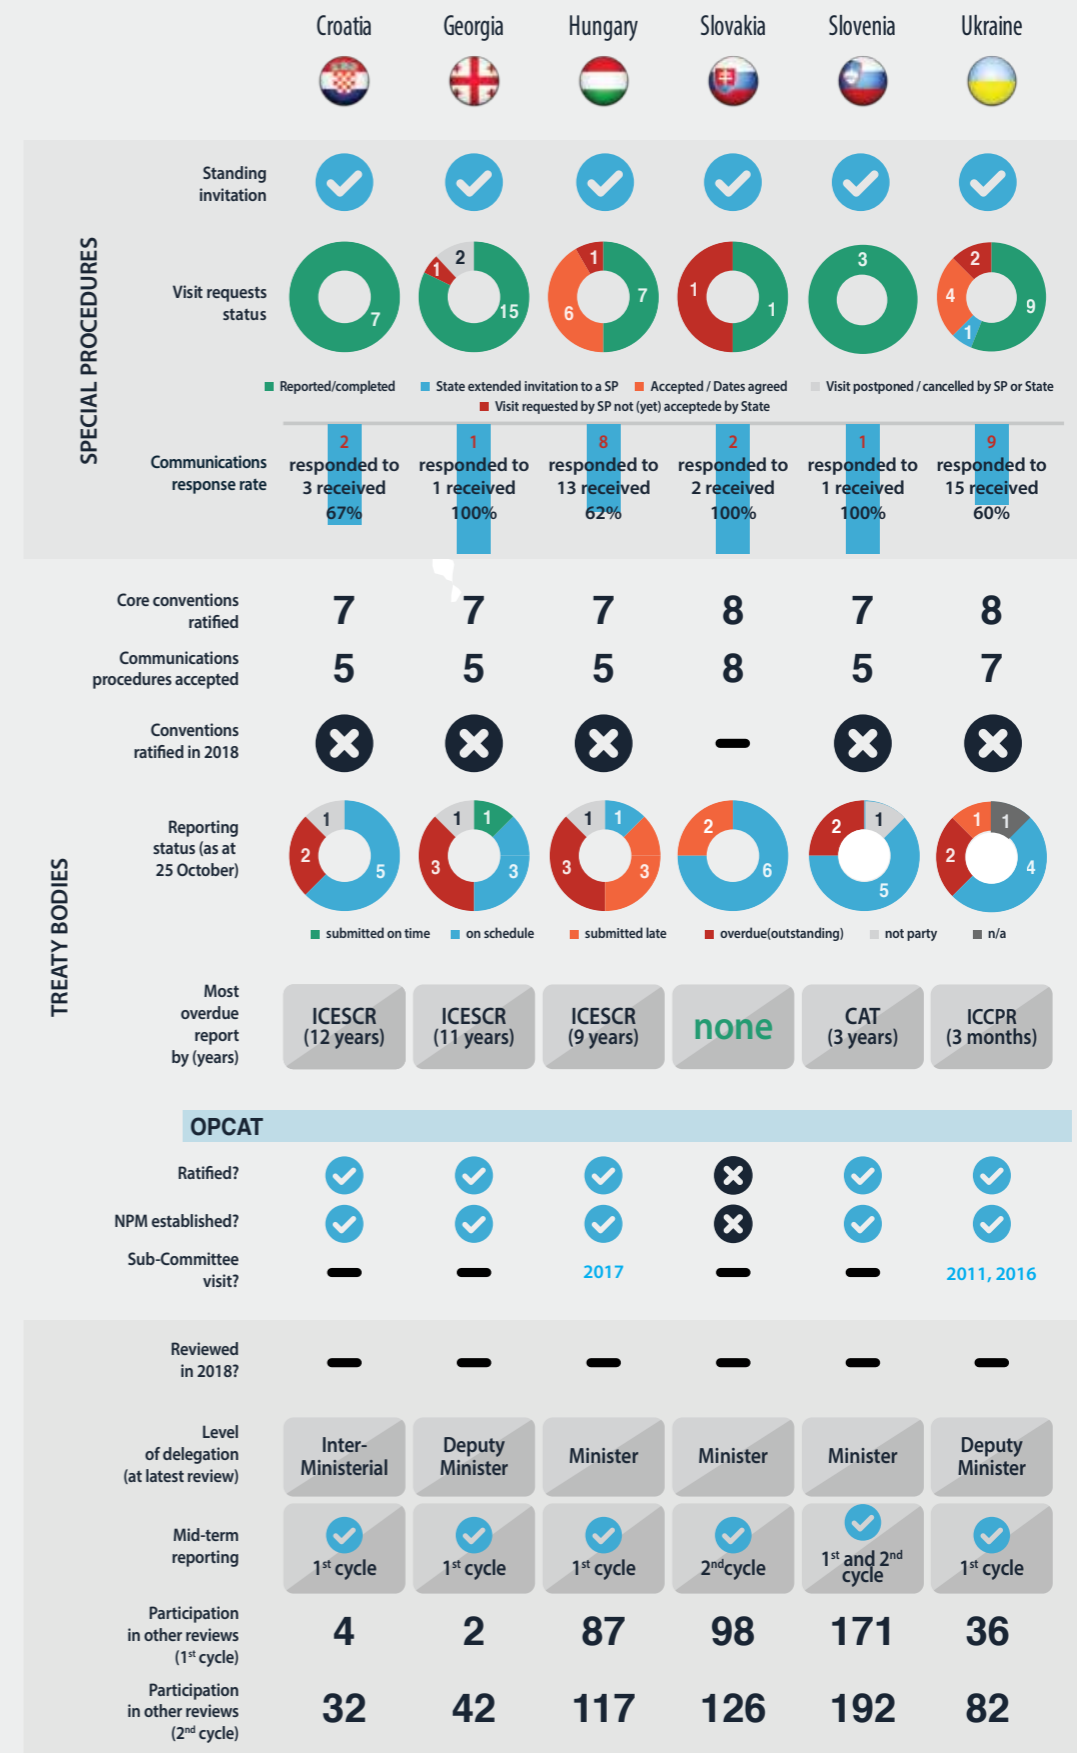 Croatia Georgia Hungary Slovakia Slovenia Ukraine
SPECIAL PROCEDURES
Standing
invitation
Visit requests
status
7 15 1 2 7 6 1 1 1 3 9 1 4 2
Reported/completed State extended invitation to a SP Accepted / Dates agreed Visit postponed / cancelled by SP or State
Visit requested by SP not (yet) acceptede by State
Communications
response rate
2 1 8 2 1 9
responded to responded to responded to responded to responded to responded to
3 received 1 received 13 received 2 received 1 received 15 received
67% 100% 62% 100% 100% 60%
TREATY BODIES
Core conventions
ratified
7 7 7 8 7 8
Communications
procedures accepted
5 5 5 8 5 7
Conventions
ratified in 2018
Reporting
status (as at
25 October)
1 2 5 1 1 3 3 1 1 3 3 2 6 2 1 5 1 1 2 4
submitted on time on schedule submitted late overdue(outstanding) not party n/a
Most
overdue
report
by (years)
ICESCR ICESCR ICESCR none CAT ICCPR
(12 years) (11 years) (9 years) (3 years) (3 months)
OPCAT
Ratified?
NPM established?
Sub-Committee
visit?
2017 2011, 2016
Reviewed
in 2018?
Level
of delegation
(at latest review)
Inter- Deputy Minister Minister Minister Deputy
Ministerial Minister Minister
Mid-term
reporting
1st cycle 1st cycle 1st cycle 2nd cycle 1st and 2nd 1st cycle
cycle
Participation
in other reviews
(1st cycle)
4 2 87 98 171 36
Participation
in other reviews
(2nd cycle)
32 42 117 126 192 82